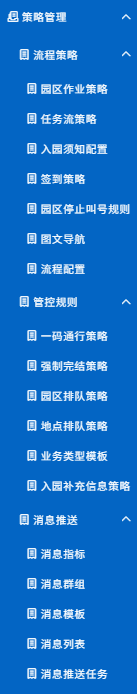 策略管理
流程策略
园区作业策略
任务流策略
入园须知配置
签到策略
园区停止叫号规则
图文导航
流程配置
管控规则
一码通行策略
强制完结策略
园区排队策略
地点排队策略
业务类型模板
入园补充信息策略
消息推送
消息指标
消息群组
消息模板
消息列表
消息推送任务